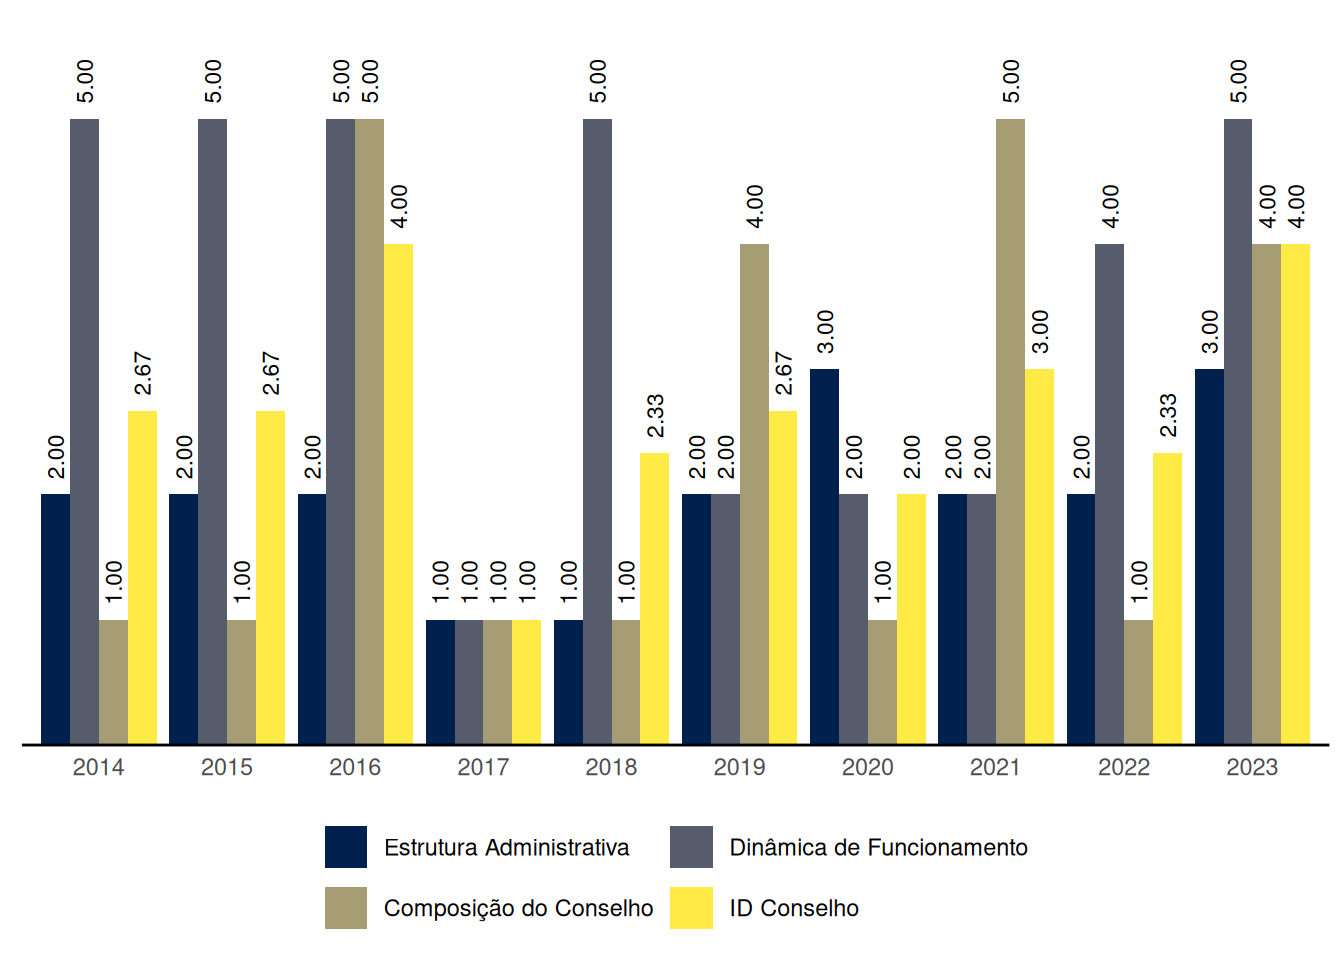 2.00 5.00 1.00 2.67 2.00 5.00 1.00 2.67 2.00 5.00 5.00 4.00 1.00 1.00 1.00 1.00 1.00 5.00 1.00 2.33 2.00 2.00 4.00 2.67 3.00 2.00 1.00 2.00 2.00 2.00 5.00 3.00 2.00 4.00 1.00 2.33 3.00 5.00 4.00 4.00
2014 2015 2016 2017 2018 2019 2020 2021 2022 2023
Estrutura Administrativa Dinâmica de Funcionamento
Composição do Conselho ID Conselho